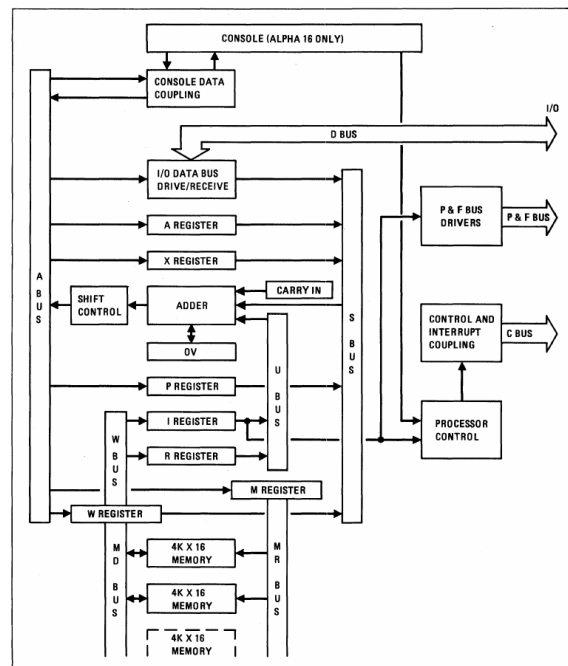 CONSOLE (ALPHA 16 ONLY)
CONSOLE DATA
COUPLING
I/O
D BUS
I/O DATA BUS
DRIVE/RECEIVE
P & F BUS
DRIVERS
P & F BUS
A REGISTER
X REGISTER
A
BUS
SHIFT
CONTROL
ADDER
CARRY IN
S
BUS
OV
U
BUS
CONTROL AND
INTERRUPT
COUPLING
C BUS
P REGISTER
W
BUS
I REGISTER
R REGISTER
PROCESSOR
CONTROL
M REGISTER
W REGISTER
MD
BUS
4K X 16
MEMORY
MR
BUS
4K X 16
MEMORY
4K X 16
MEMORY